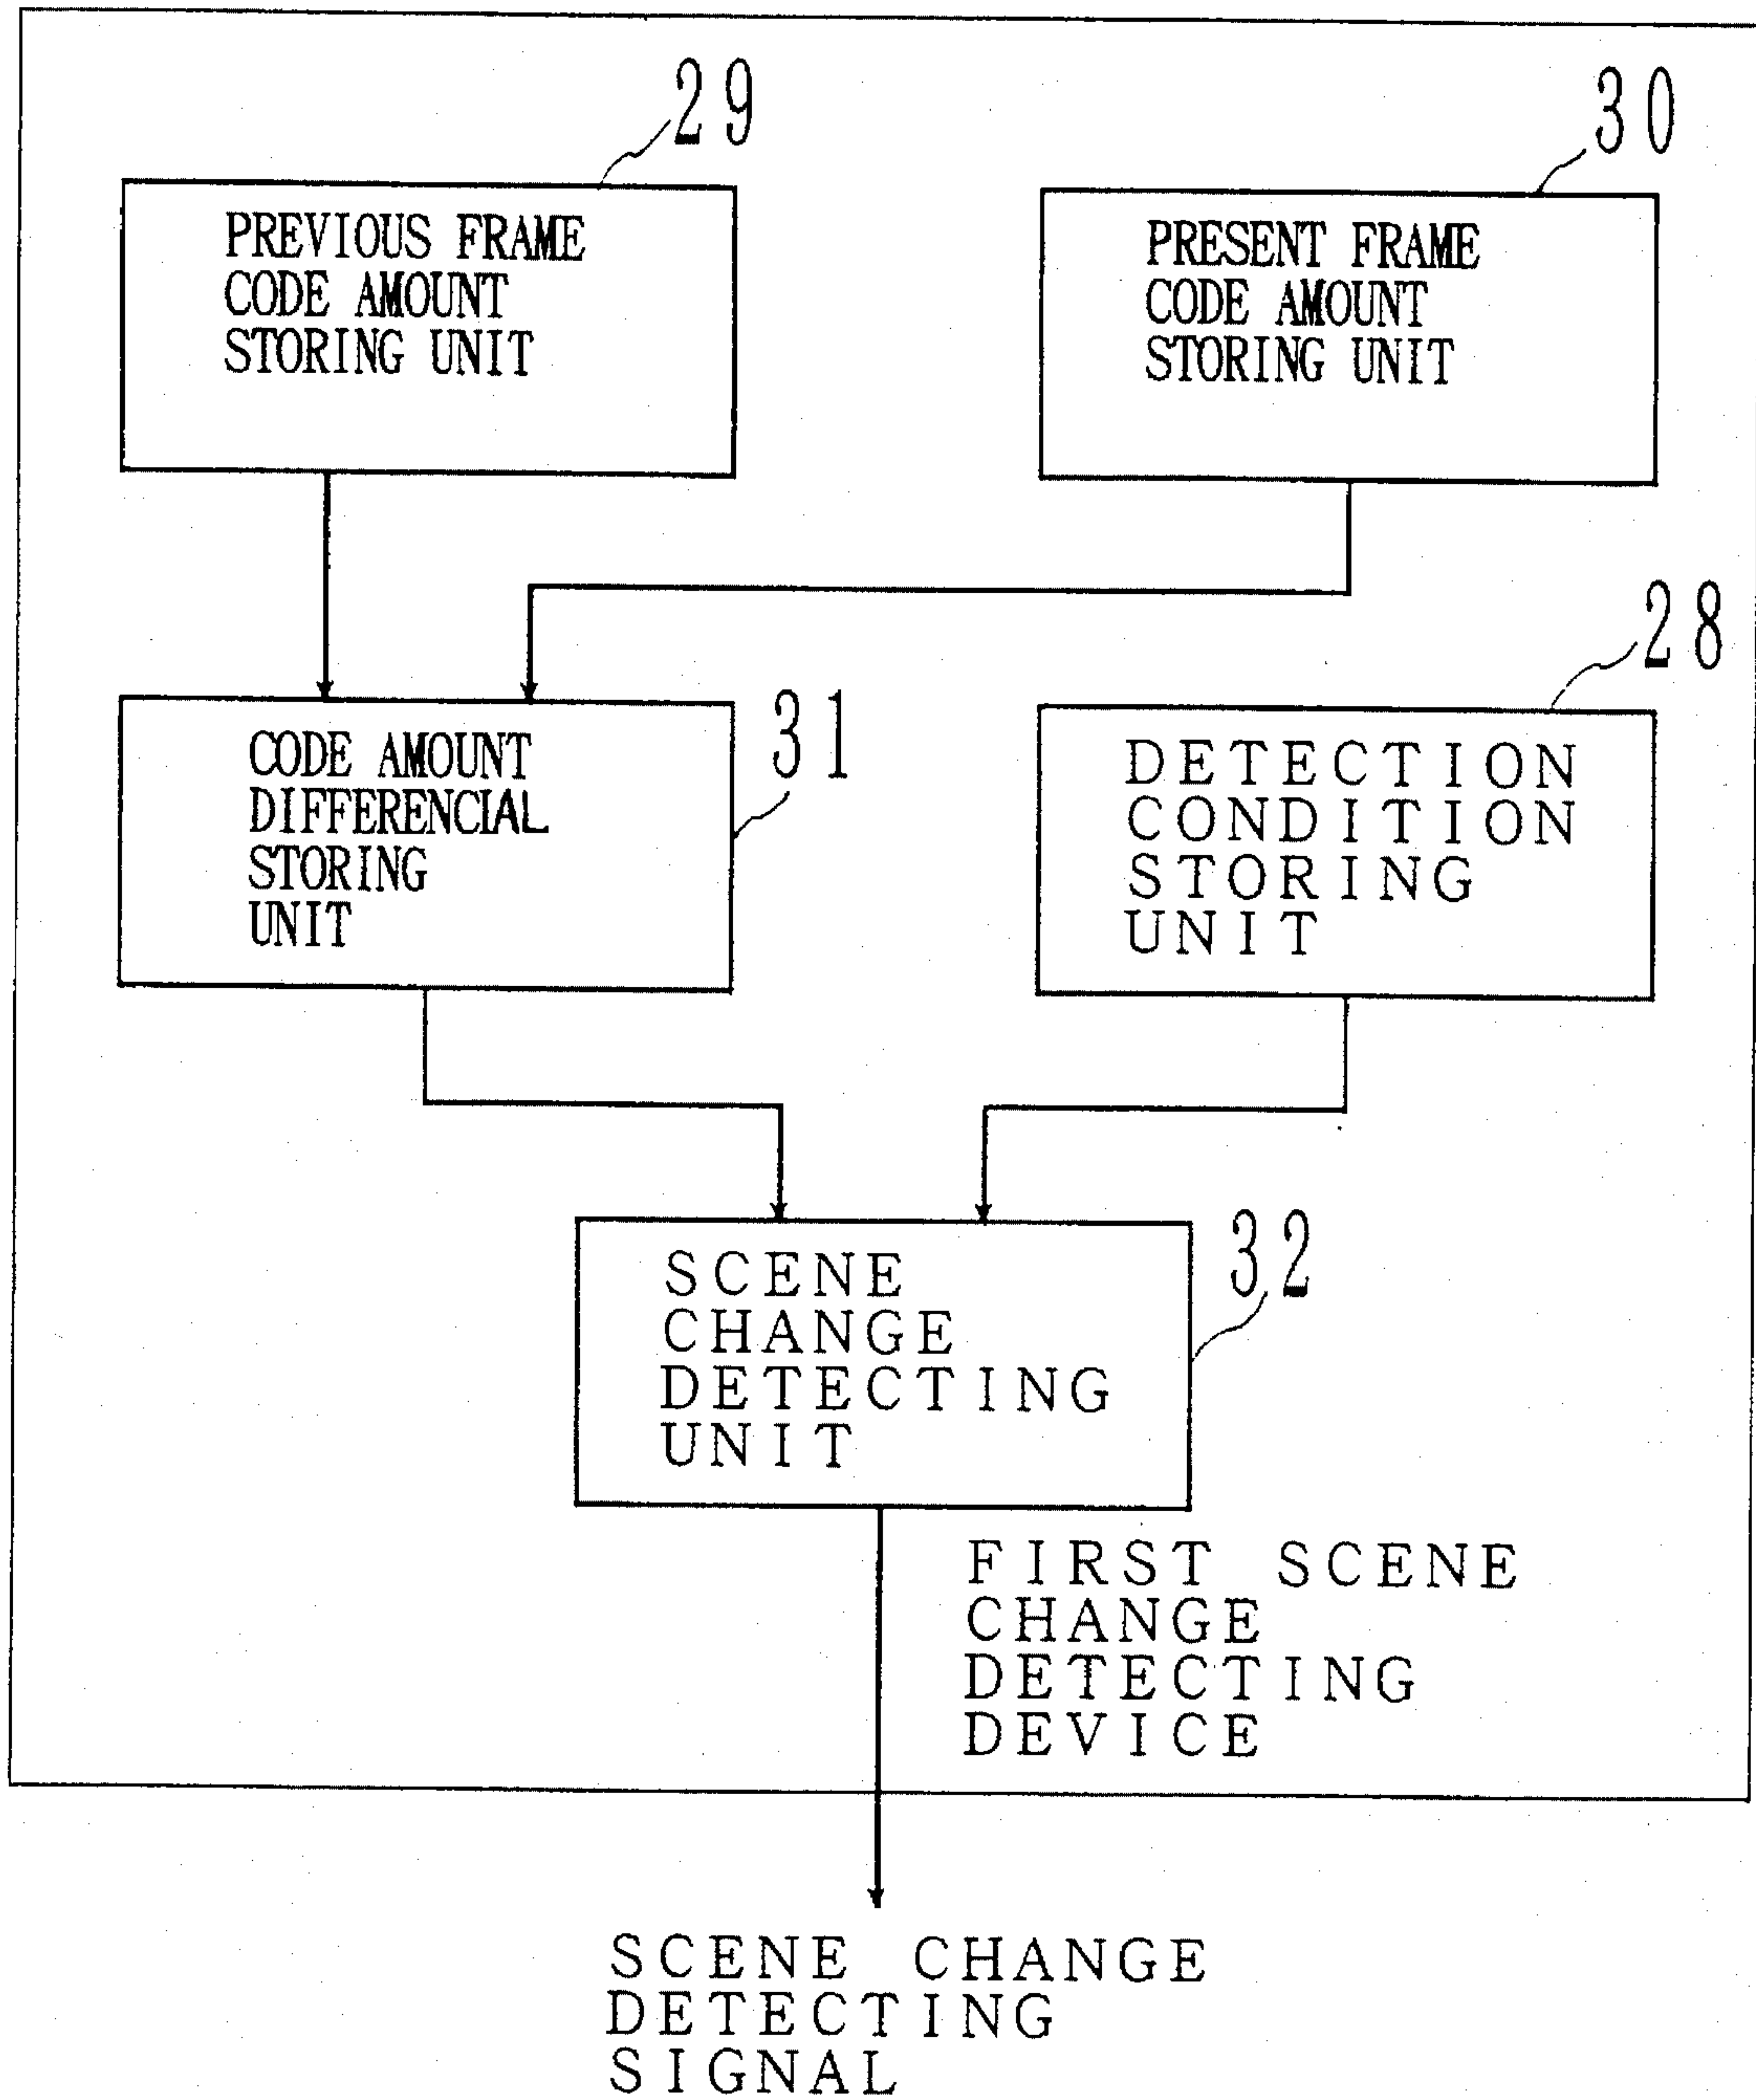 29
PREVIOUS FRAME
CODE AMOUNT
STORING UNIT
30
PRESENT FRAME
CODE AMOUNT
STORING UNIT
31
CODE AMOUNT
DIFFERENCIAL
STORING
UNIT
28
DETECTION
CONDITION
STORING
UNIT
32
SCENE
CHANGE
DETECTING
UNIT
FIRST SCENE
CHANGE
DETECTING
DEVICE
SCENE CHANGE
DETECTING
SIGNAL